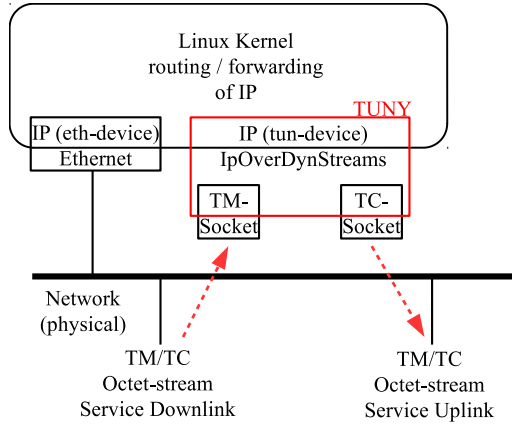 Linux Kernel
routing / forwarding
of IP
TUNY
IP (eth-device)
IP (tun-device)
Ethernet
IpOverDynStreams
TM-
Socket
TC-
Socket
Network
(physical)
TM/TC
Octet-stream
Service Downlink
TM/TC
Octet-stream
Service Uplink